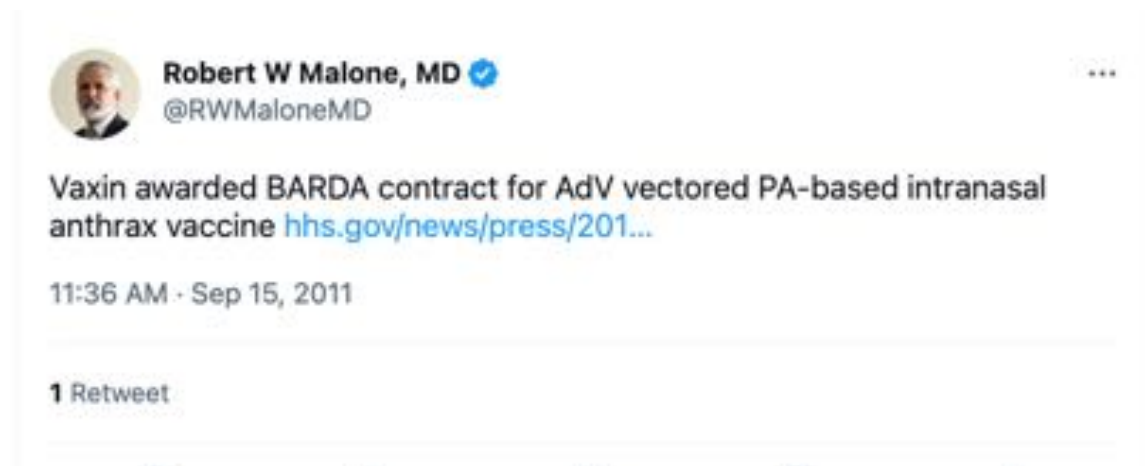 Robert W Malone, MD
@RWMaloneMD
Vaxin awarded BARDA contract for AdV vectored PA-based intranasal
anthrax vaccine hhs.gov/news/press/201...
11:36 AM · Sep 15, 2011
1 Retweet